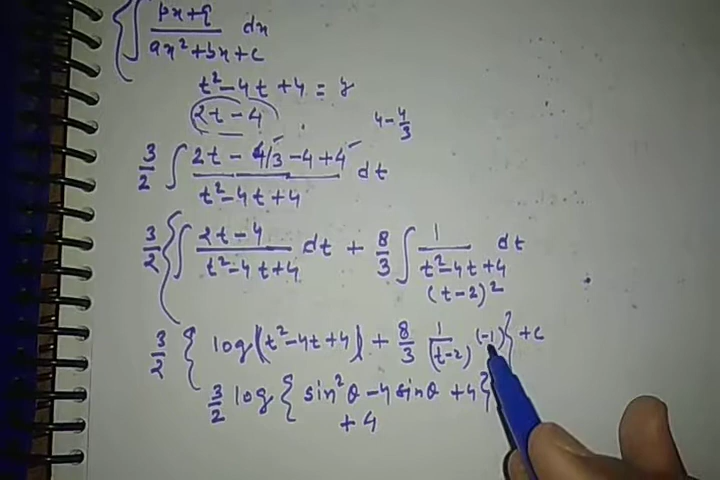 {∫ px+q / ax²+bx+c dx
t²-4t+4 = y
2t-4
4-4/3
3/2 ∫ 2t - 4/3 -4+4 / t²-4t+4 dt
3/2 {∫ 2t-4 / t²-4t+4 dt + 8/3 ∫ 1 / t²-4t+4 dt
(t-2)²
3/2 { log(t²-4t+4) + 8/3 1/(t-2) (-1)} +c
3/2 log { sin²θ -4 sinθ +4}
+4